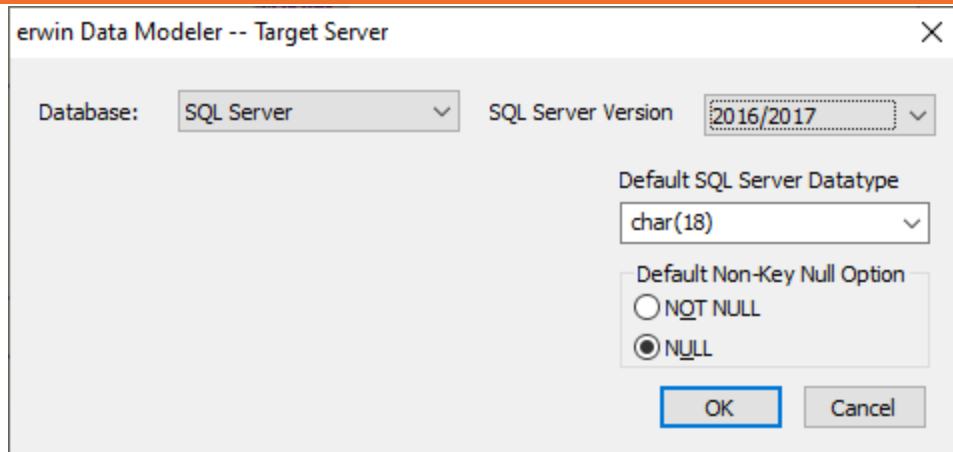 erwin Data Modeler -- Target Server
Database: SQL Server SQL Server Version 2016/2017
Default SQL Server Datatype
char(18)
Default Non-Key Null Option
NOT NULL
NULL
OK Cancel